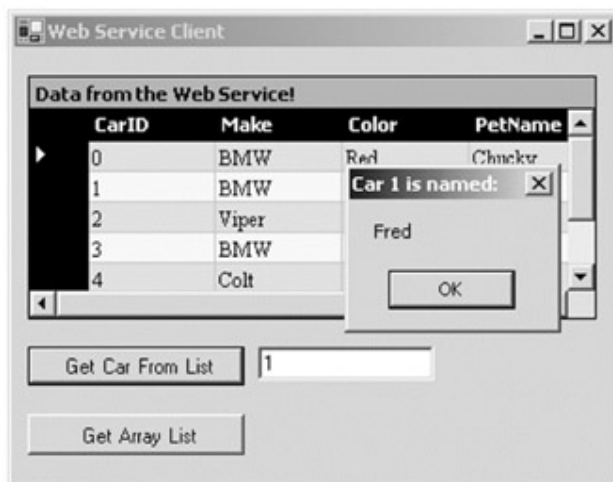 Web Service Client
Data from the Web Service!
CarID Make Color PetName
0 BMW Red Chucky
1 BMW
2 Viper
3 BMW
4 Colt
Car 1 is named:
Fred
OK
Get Car From List 1
Get Array List